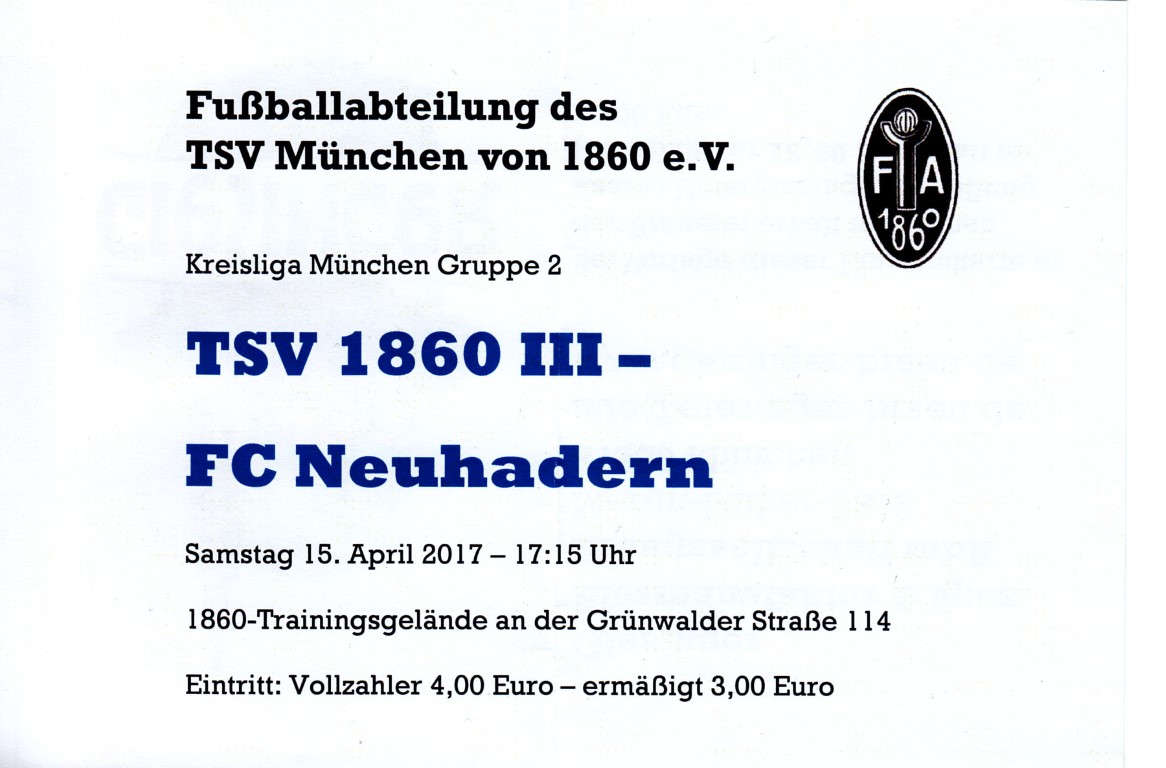 Fußballabteilung des
TSV München von 1860 e.V.
F A
1860
Kreisliga München Gruppe 2
TSV 1860 III –
FC Neuhadern
Samstag 15. April 2017 – 17:15 Uhr
1860-Trainingsgelände an der Grünwalder Straße 114
Eintritt: Vollzahler 4,00 Euro – ermäßigt 3,00 Euro